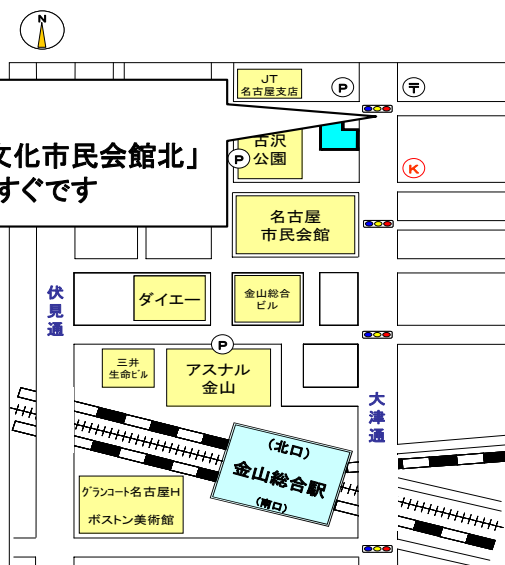 N
JT
名古屋支店
P
〒
文化市民会館北」
すぐです
古沢
公園
P
K
名古屋
市民会館
伏見通
ダイエー
金山総合
ビル
P
三井
生命ビル
アスナル
金山
大津通
(北口)
金山総合駅
(南口)
グランコート名古屋H
ボストン美術館